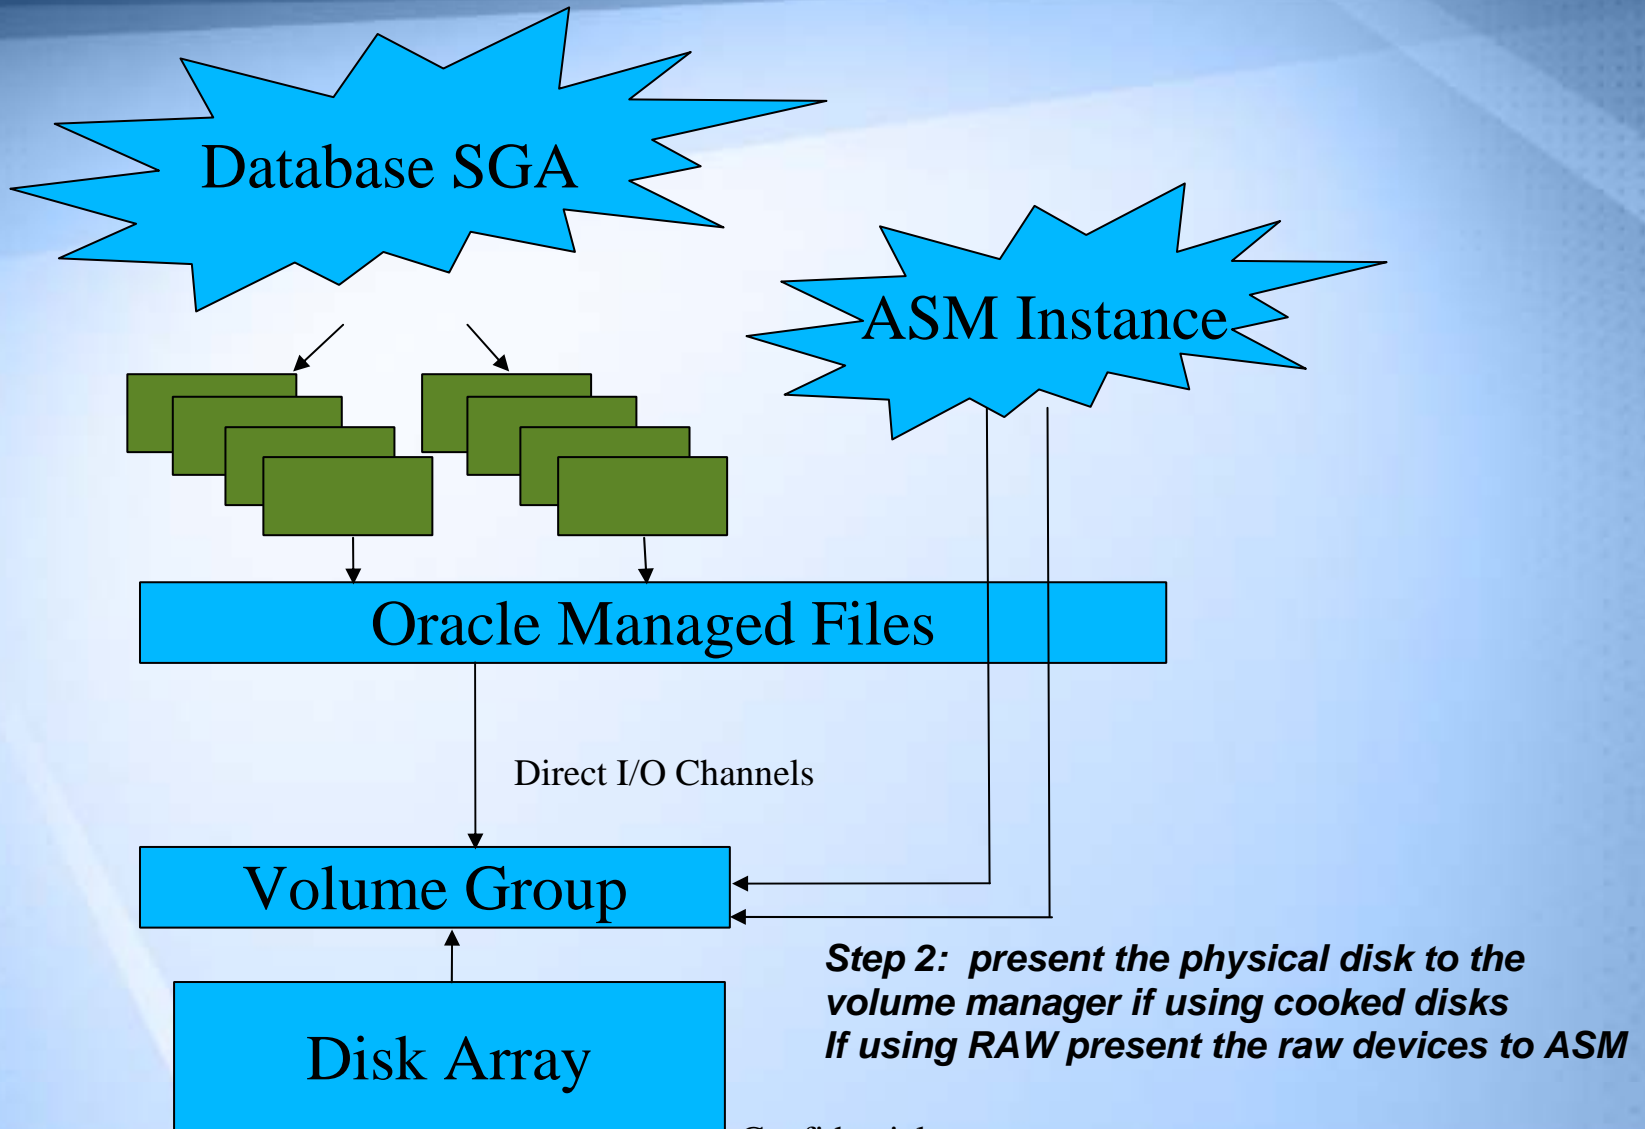 Database SGA
ASM Instance
Oracle Managed Files
Direct I/O Channels
Volume Group
Step 2:  present the physical disk to the
volume manager if using cooked disks
If using RAW present the raw devices to ASM
Disk Array